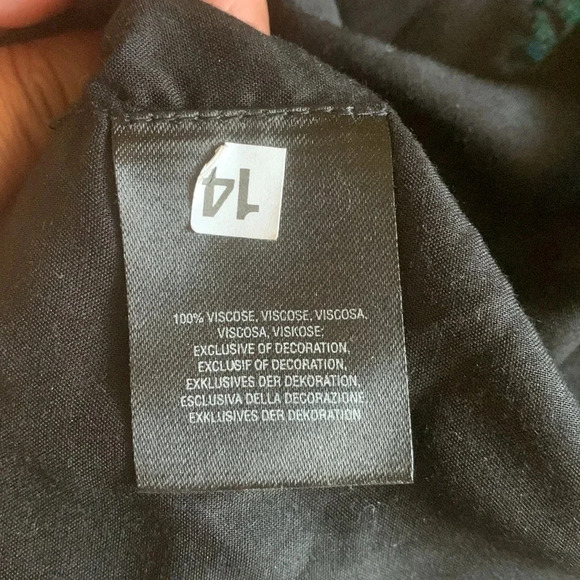 14
100% VISCOSE, VISCOSE, VISCOSA,
VISCOSA, VISKOSE;
EXCLUSIVE OF DECORATION,
EXCLUSIF OF DECORATION,
EXKLUSIVES DER DEKORATION,
ESCLUSIVA DELLA DECORAZIONE,
EXKLUSIVES DER DEKORATION